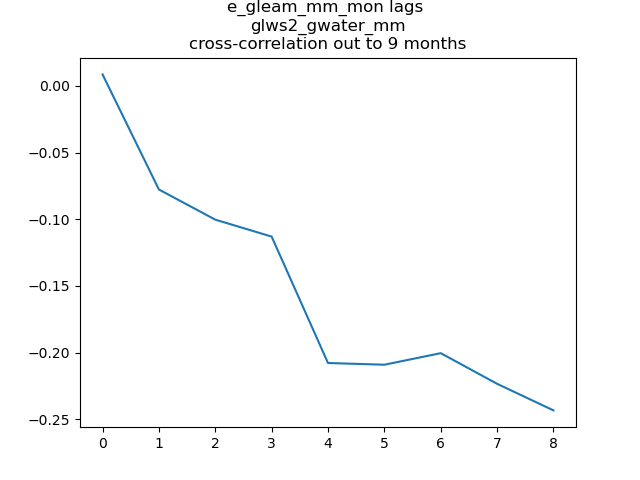 e_gleam_mm_mon lags
glws2_gwater_mm
cross-correlation out to 9 months
0.00
−0.05
−0.10
−0.15
−0.20
−0.25
0 1 2 3 4 5 6 7 8